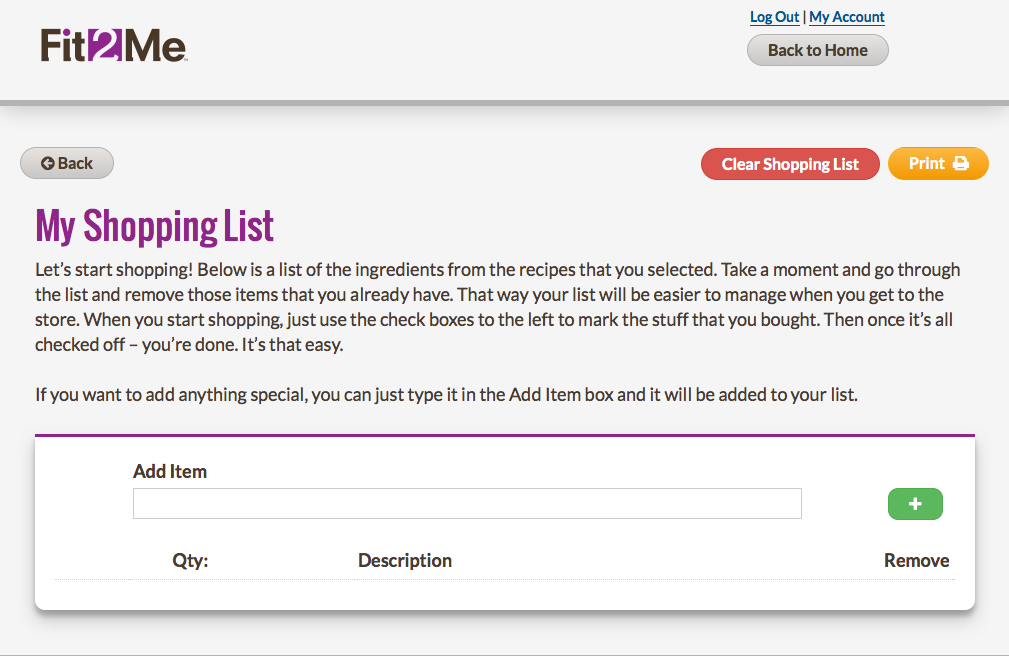 Log Out | My Account
Fit2Me
Back to Home
Back
Clear Shopping List
Print
My Shopping List
Let's start shopping! Below is a list of the ingredients from the recipes that you selected. Take a moment and go through
the list and remove those items that you already have. That way your list will be easier to manage when you get to the
store. When you start shopping, just use the check boxes to the left to mark the stuff that you bought. Then once it's all
checked off – you're done. It's that easy.
If you want to add anything special, you can just type it in the Add Item box and it will be added to your list.
Add Item
+
Qty: Description Remove